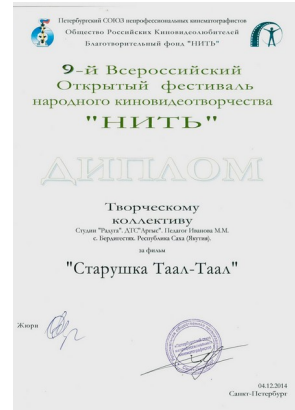 Петербургский СОЮЗ непрофессиональных кинематографистов
Общество Российских Киновидеолюбителей
Благотворительный фонд "НИТЬ"
9-й Всероссийский
Открытый фестиваль
народного киновидеотворчества
"НИТЬ"
ДИПЛОМ
Творческому
коллективу
Студии "Радуга". ДТС"Аргыс". Педагог Иванова М.М.
с. Бердигестях. Республика Саха (Якутия).
за фильм
"Старушка Таал-Таал"
Жюри
04.12.2014
Санкт-Петербург